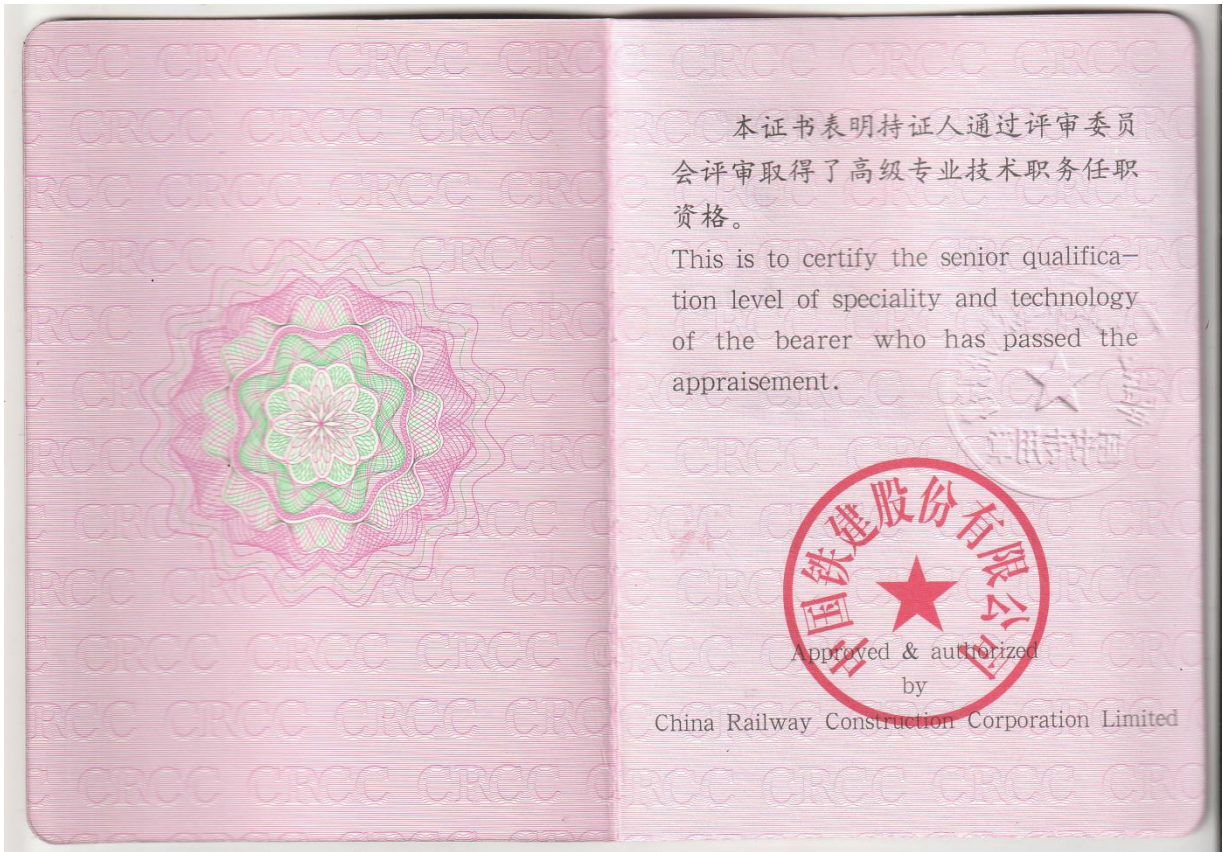 本证书表明持证人通过评审委员
会评审取得了高级专业技术职务任职
资格。
This is to certify the senior qualifica-
tion level of speciality and technology
of the bearer who has passed the
appraisement.
中国铁建股份有限公司
Approved & authorized
by
China Railway Construction Corporation Limited